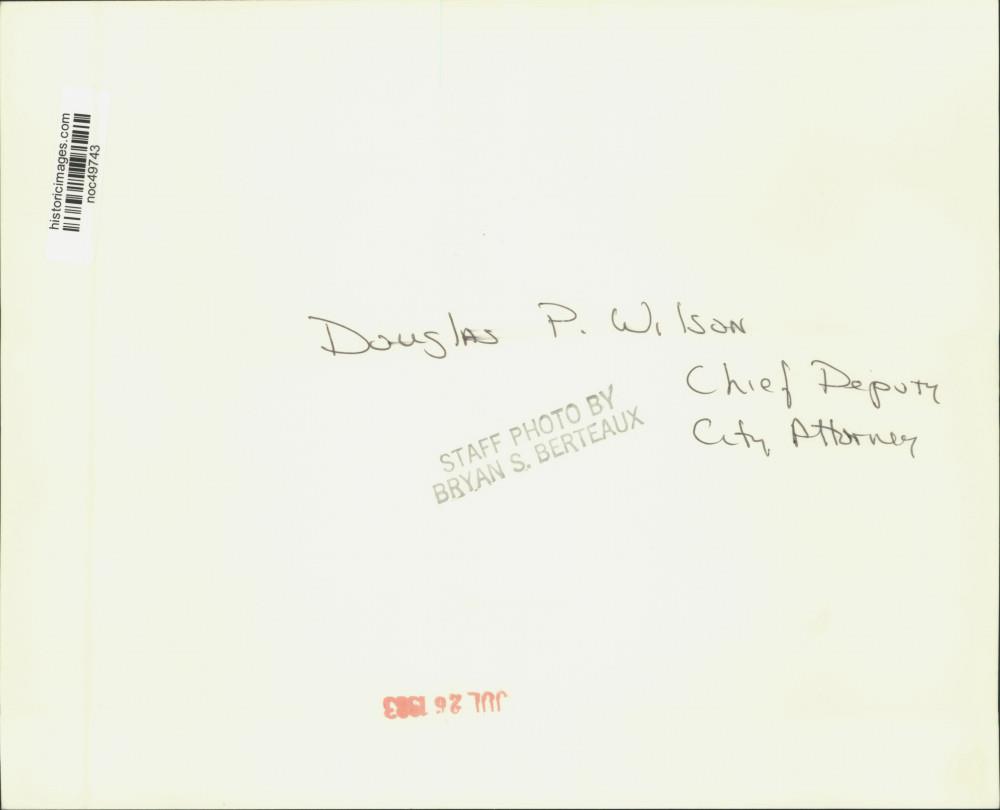 historicimages.com
noc49743
Douglas P. Wilson
Chief Deputy
City Attorney
STAFF PHOTO BY
BRYAN S. BERTEAUX
JUL 26 1983